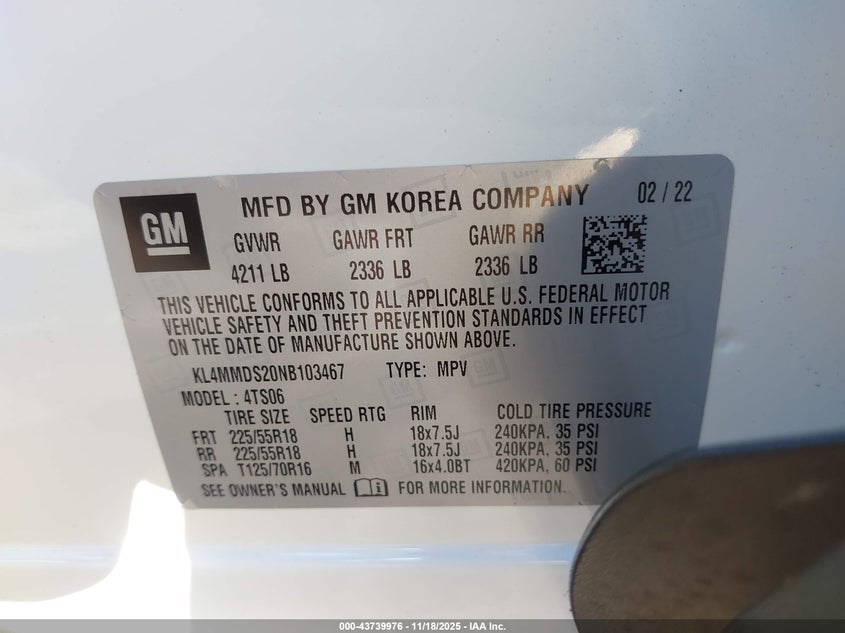 GM
MFD BY GM KOREA COMPANY 02 / 22
GVWR GAWR FRT GAWR RR
4211 LB 2336 LB 2336 LB
THIS VEHICLE CONFORMS TO ALL APPLICABLE U.S. FEDERAL MOTOR
VEHICLE SAFETY AND THEFT PREVENTION STANDARDS IN EFFECT
ON THE DATE OF MANUFACTURE SHOWN ABOVE.
KL4MMDS20NB103467 TYPE: MPV
MODEL: 4TS06
TIRE SIZE SPEED RTG RIM COLD TIRE PRESSURE
FRT 225/55R18 H 18x7.5J 240KPA, 35 PSI
RR 225/55R18 H 18x7.5J 240KPA, 35 PSI
SPA T125/70R16 M 16x4.0BT 420KPA, 60 PSI
SEE OWNER'S MANUAL FOR MORE INFORMATION.
000-43739976 - 11/18/2025 - IAA Inc.